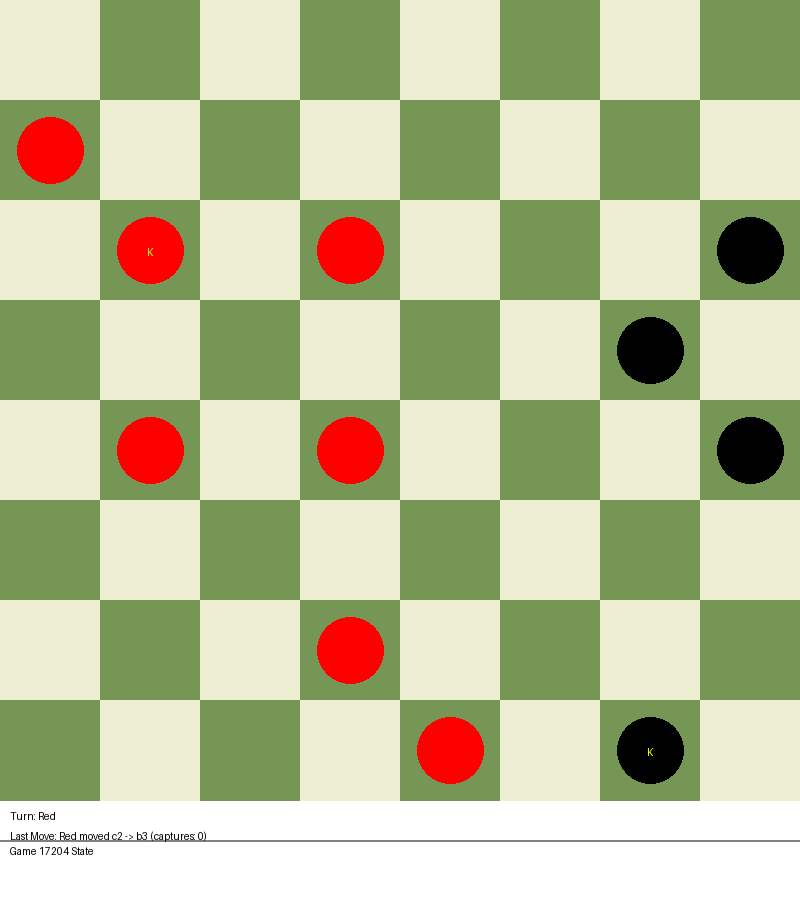 K
K
Turn: Red
Last Move: Red moved c2 -> b3 (captures: 0)
Game 17204 State